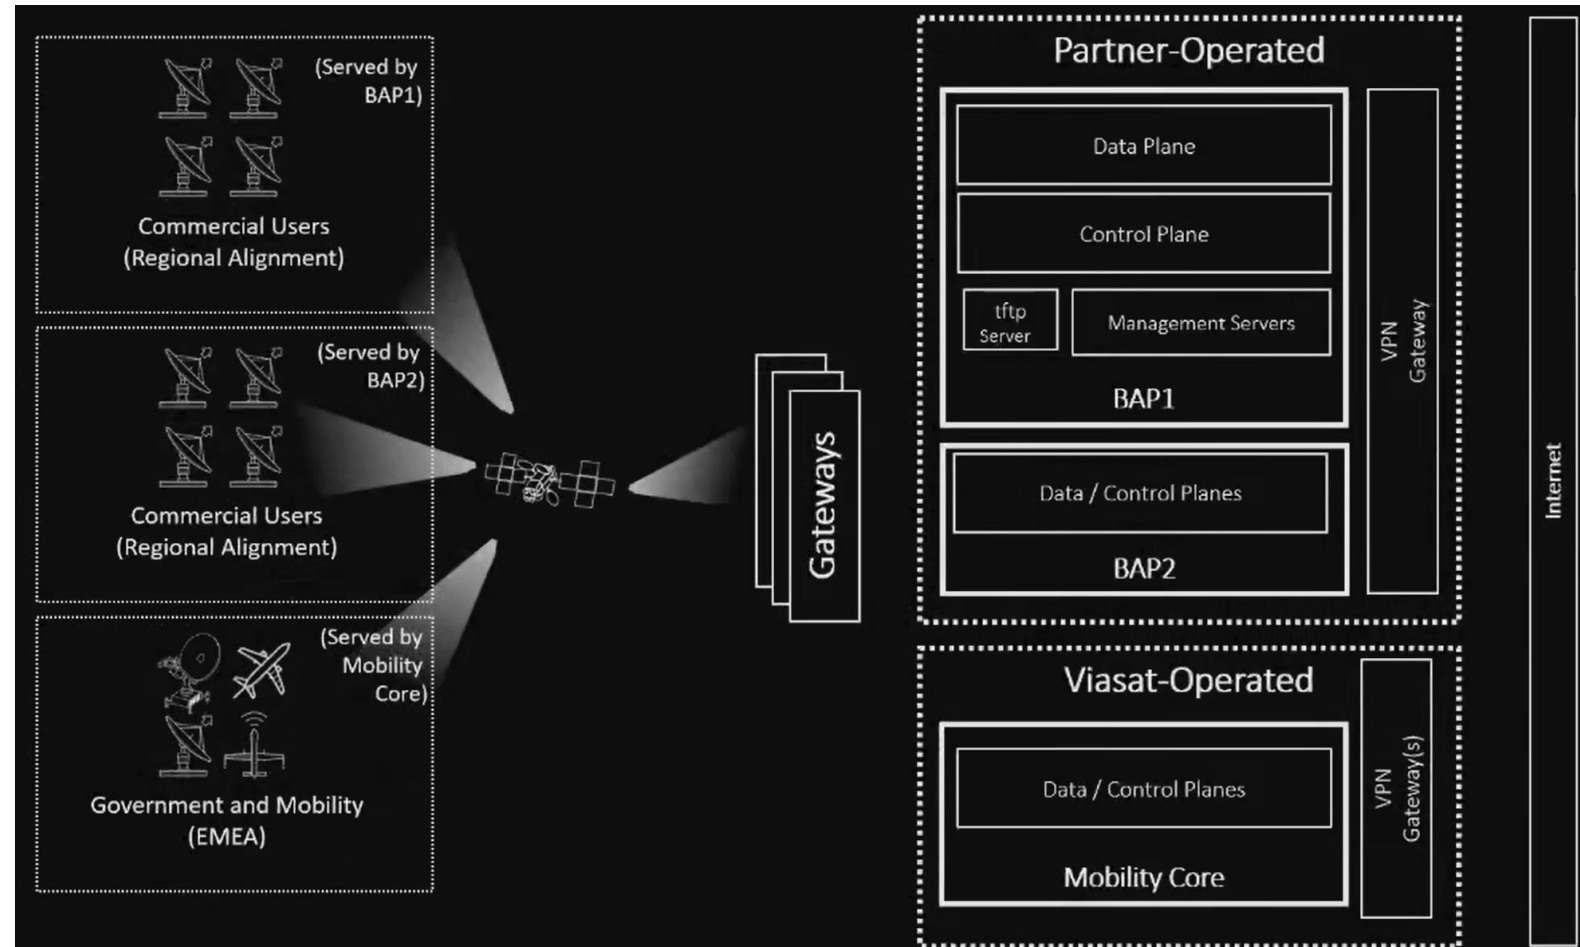 (Served by
BAP1)
Commercial Users
(Regional Alignment)
(Served by
BAP2)
Commercial Users
(Regional Alignment)
(Served by
Mobility
Core)
Government and Mobility
(EMEA)
Gateways
Partner-Operated
Data Plane
Control Plane
tftp
Server
Management Servers
BAP1
Data / Control Planes
BAP2
VPN
Gateway
Viasat-Operated
Data / Control Planes
Mobility Core
VPN
Gateway(s)
Internet